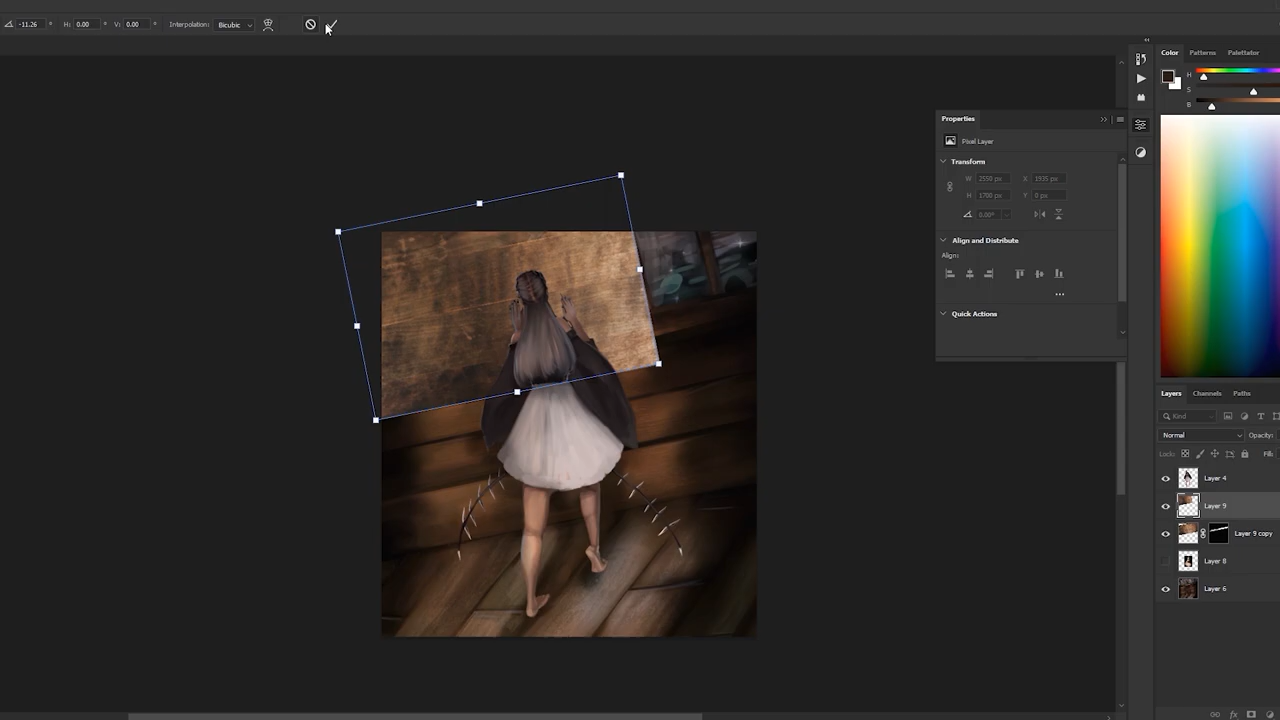 -11.26 ° H: 0.00 ° V: 0.00 ° Interpolation: Bicubic
Color Patterns Palettator
H
S
B
Properties
Pixel Layer
Transform
W 2550 px X 1935 px
H 1700 px Y 0 px
0.00°
Align and Distribute
Align:
Quick Actions
Layers Channels Paths
Kind
Normal Opacity:
Lock: Fill:
Layer 4
Layer 9
Layer 9 copy
Layer 8
Layer 6
fx